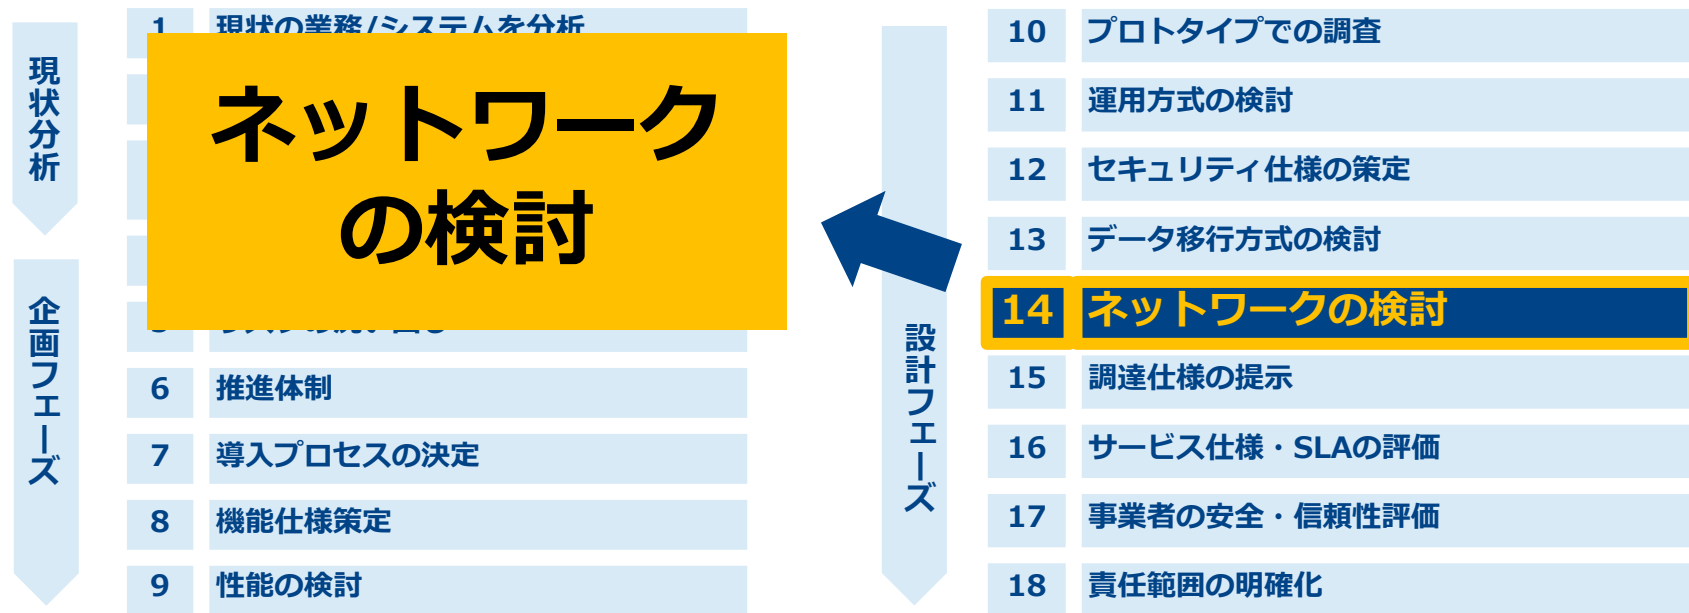 現状分析
企画フェーズ
1 現状の業務/システムを分析
ネットワーク
の検討
6 推進体制
7 導入プロセスの決定
8 機能仕様策定
9 性能の検討
設計フェーズ
10 プロトタイプでの調査
11 運用方式の検討
12 セキュリティ仕様の策定
13 データ移行方式の検討
14 ネットワークの検討
15 調達仕様の提示
16 サービス仕様・SLAの評価
17 事業者の安全・信頼性評価
18 責任範囲の明確化